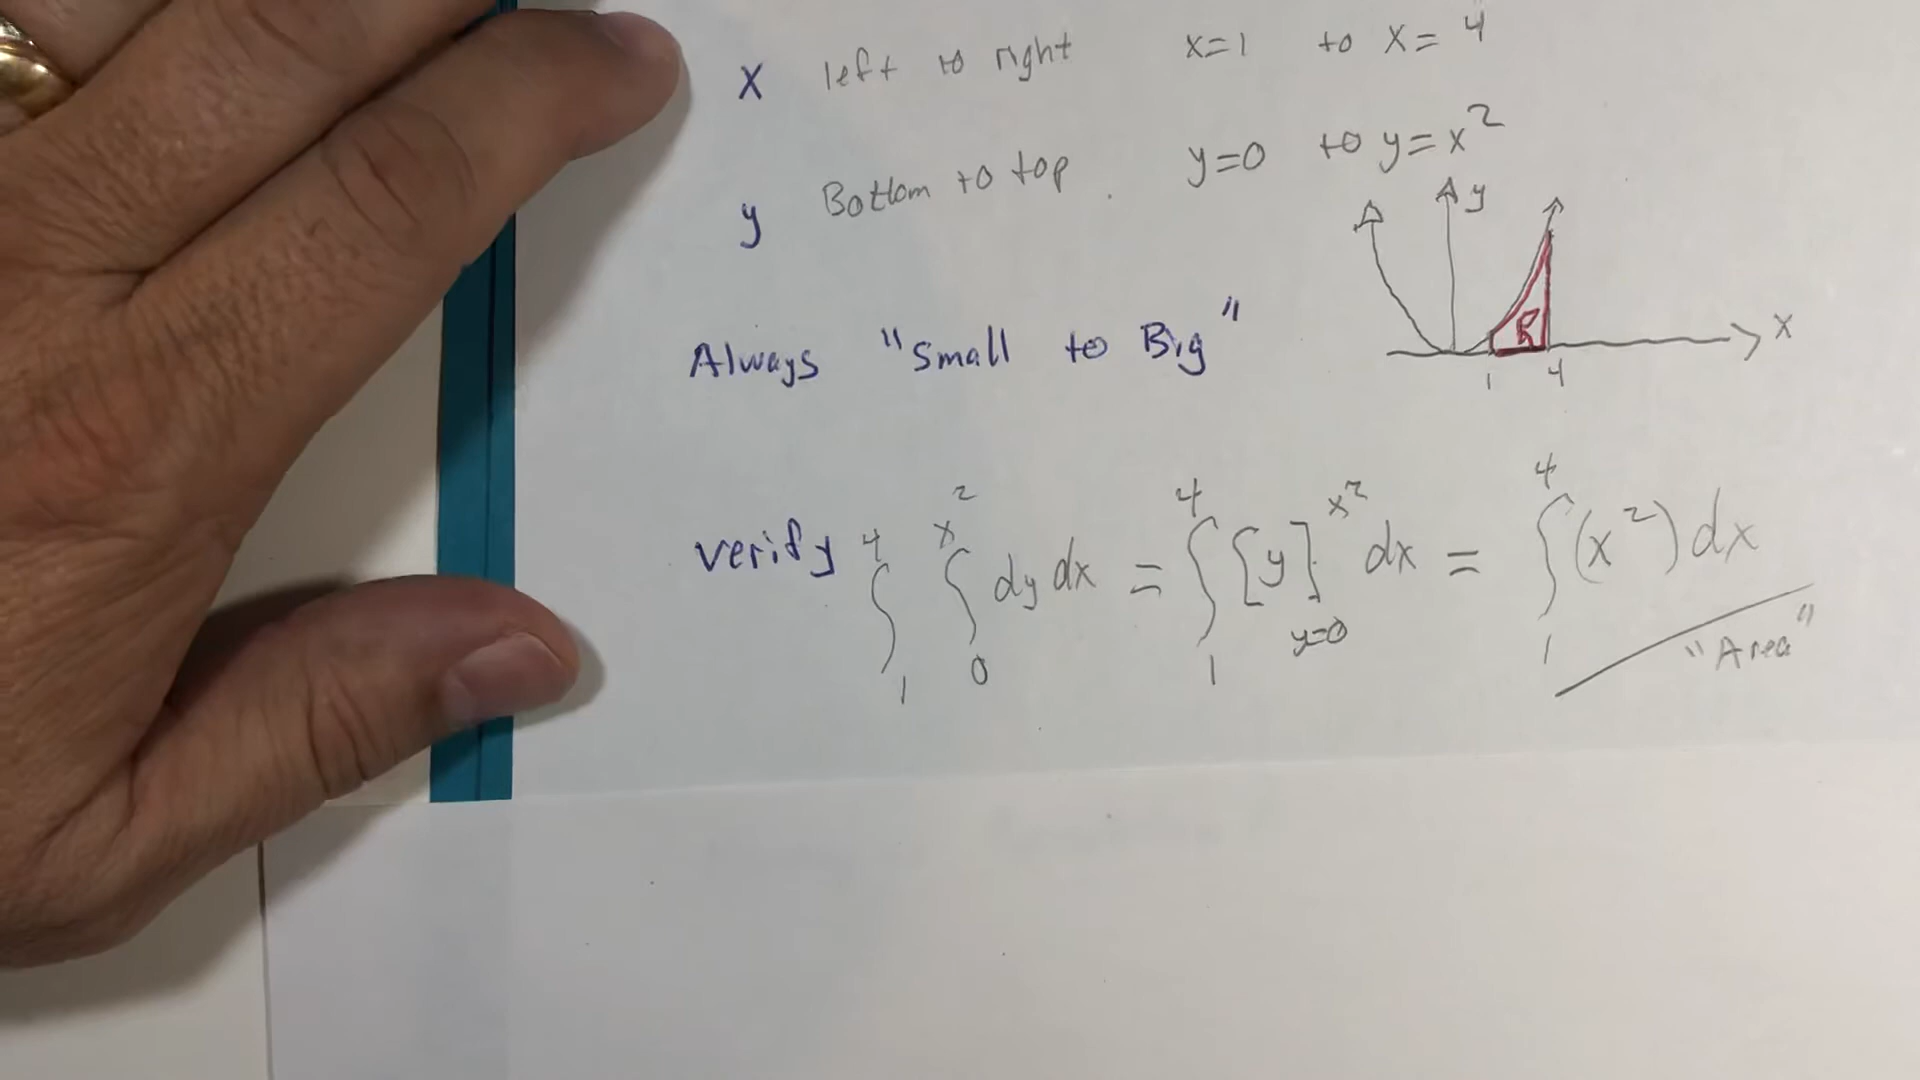 x left to right x=1 to x=4
y Bottom to top. y=0 to y=x²
y
R
x
1 4
Always "Small to Big"
verify ∫₁⁴ ∫₀^x² dy dx = ∫₁⁴ [y]_{y=0}^{x²} dx = ∫₁⁴ (x²) dx
"Area"